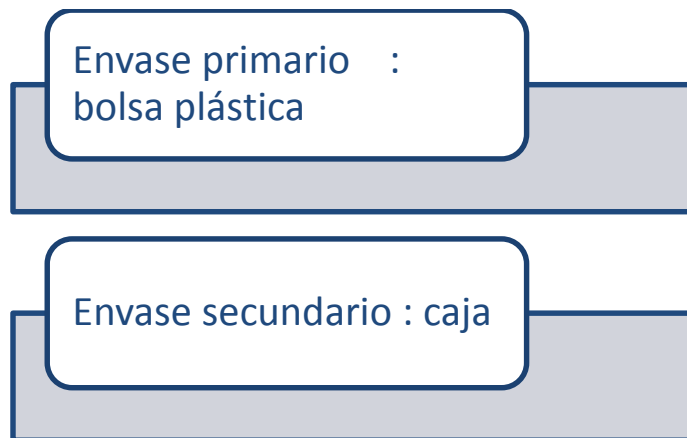 Envase primario :
bolsa plástica
Envase secundario : caja